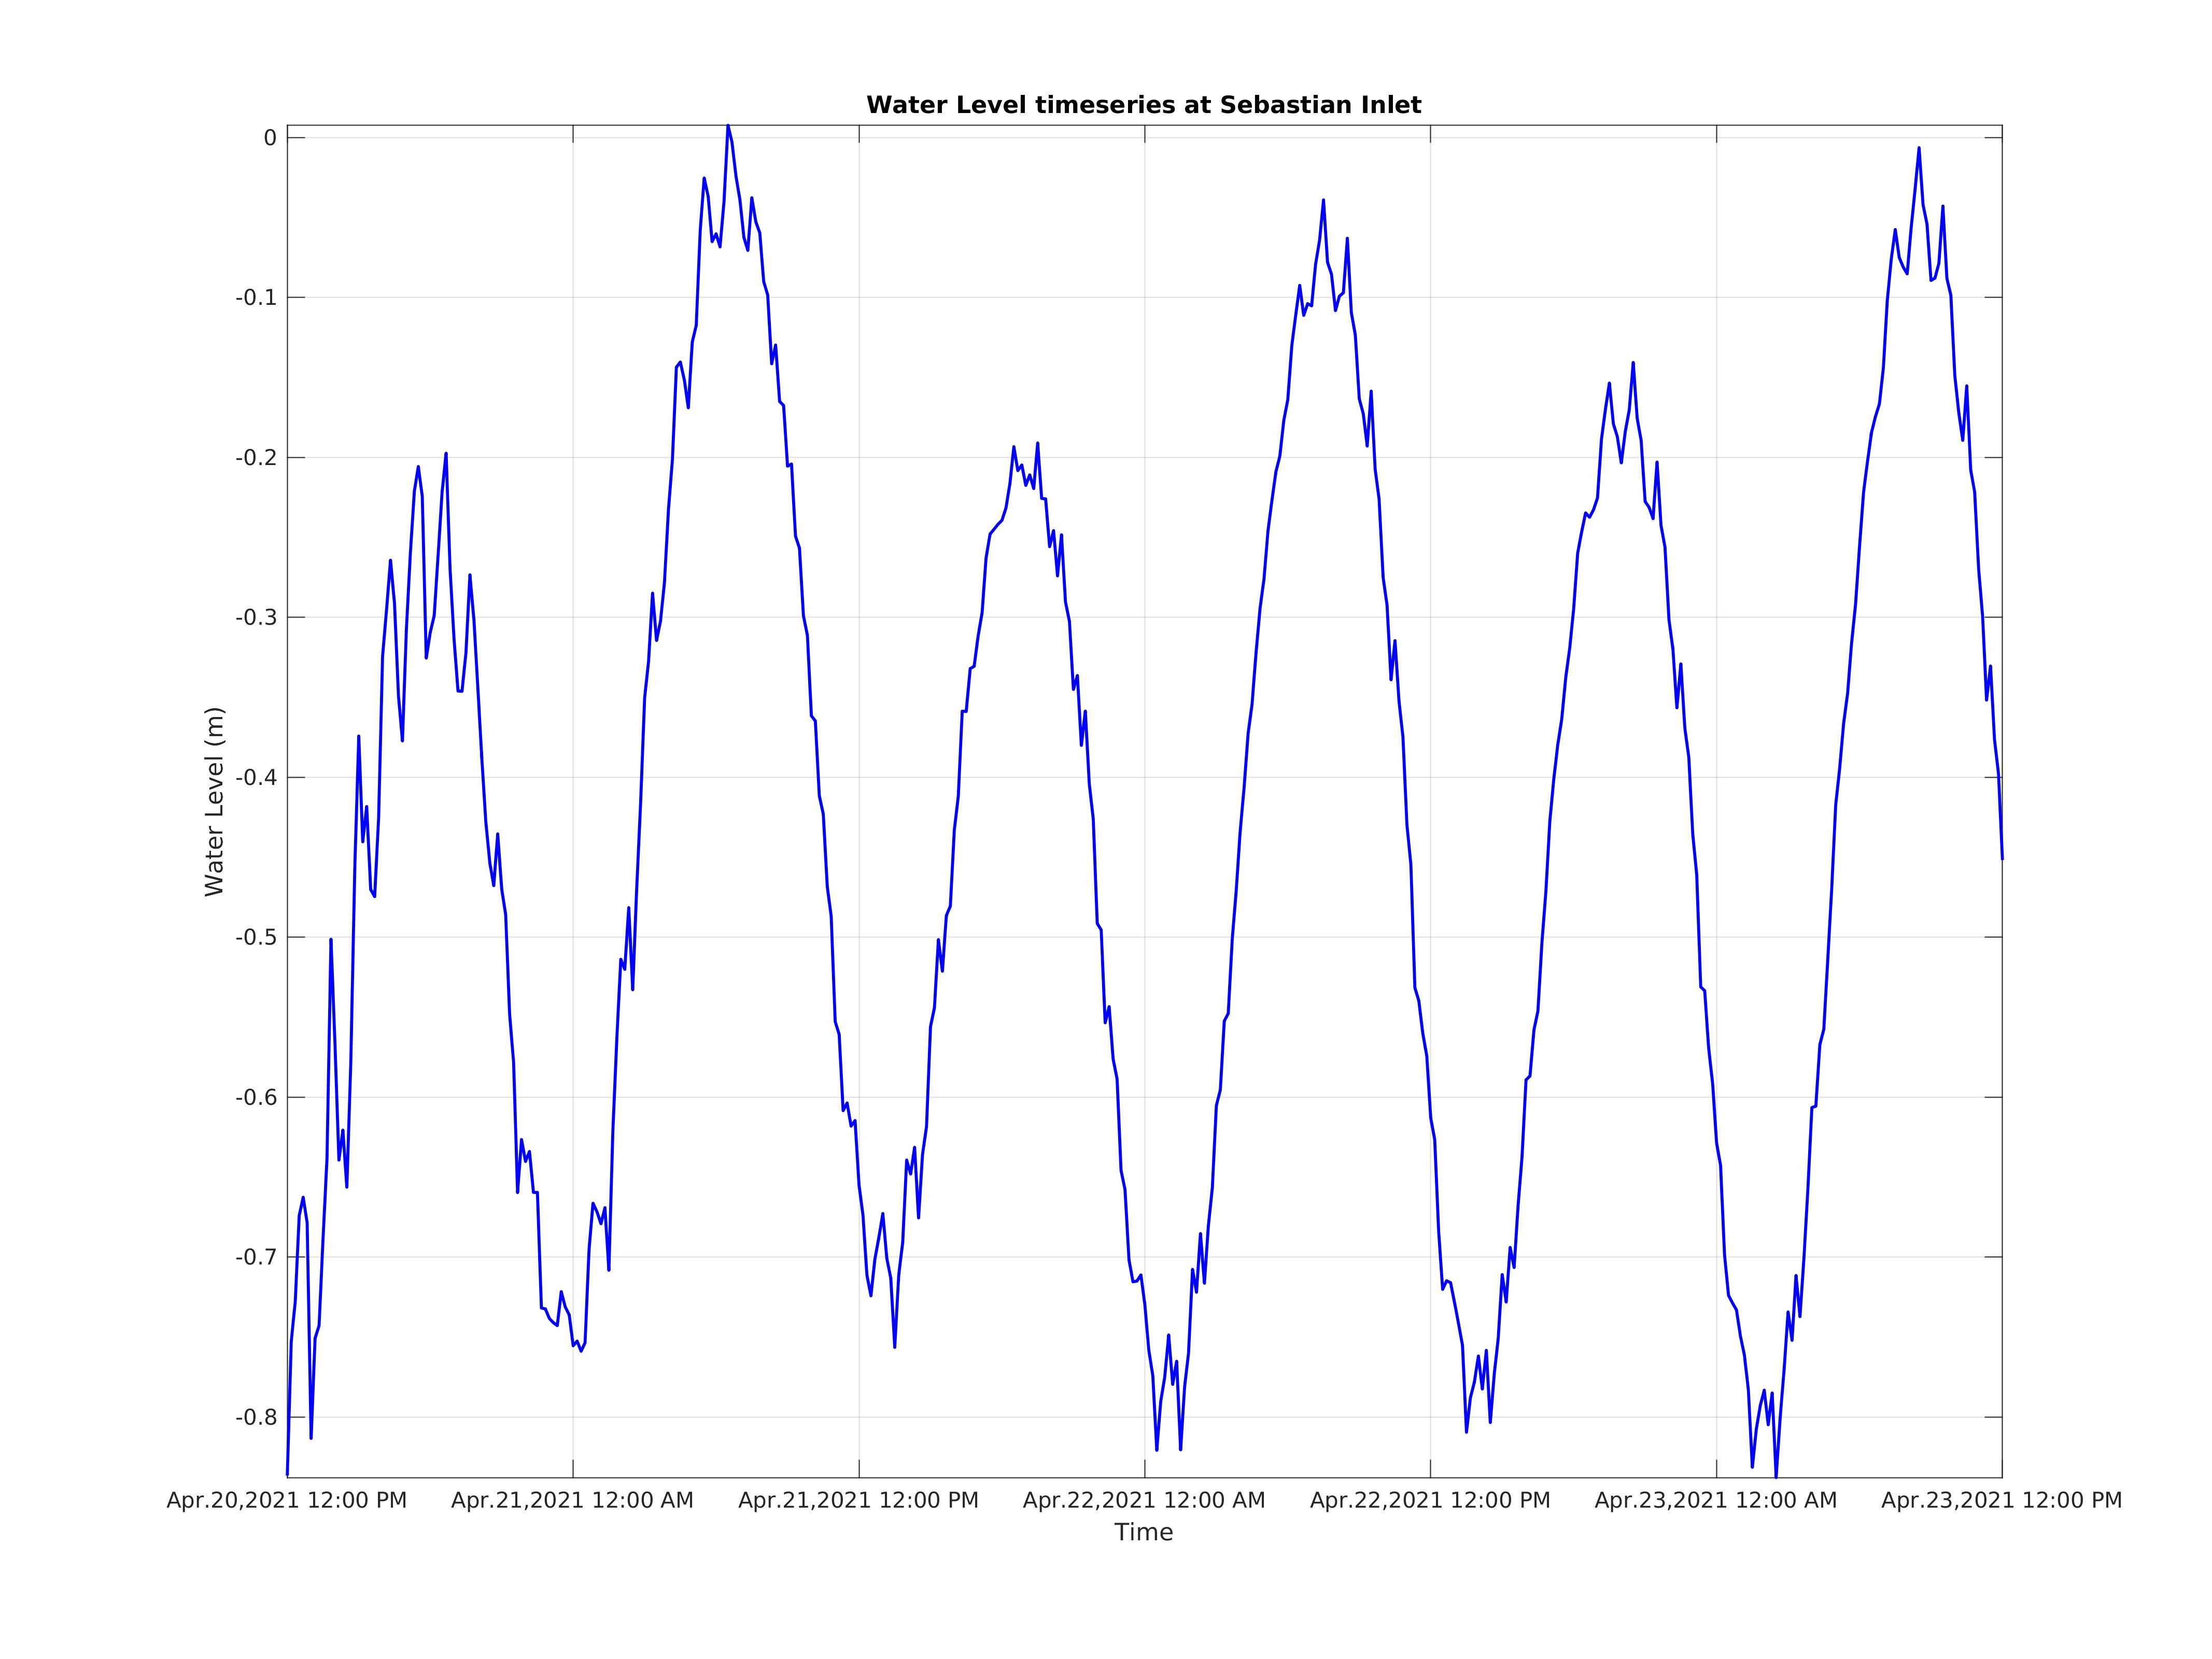 Water Level timeseries at Sebastian Inlet
0
-0.1
-0.2
-0.3
-0.4
-0.5
-0.6
-0.7
-0.8
Water Level (m)
Apr.20,2021 12:00 PM
Apr.21,2021 12:00 AM
Apr.21,2021 12:00 PM
Apr.22,2021 12:00 AM
Apr.22,2021 12:00 PM
Apr.23,2021 12:00 AM
Apr.23,2021 12:00 PM
Time